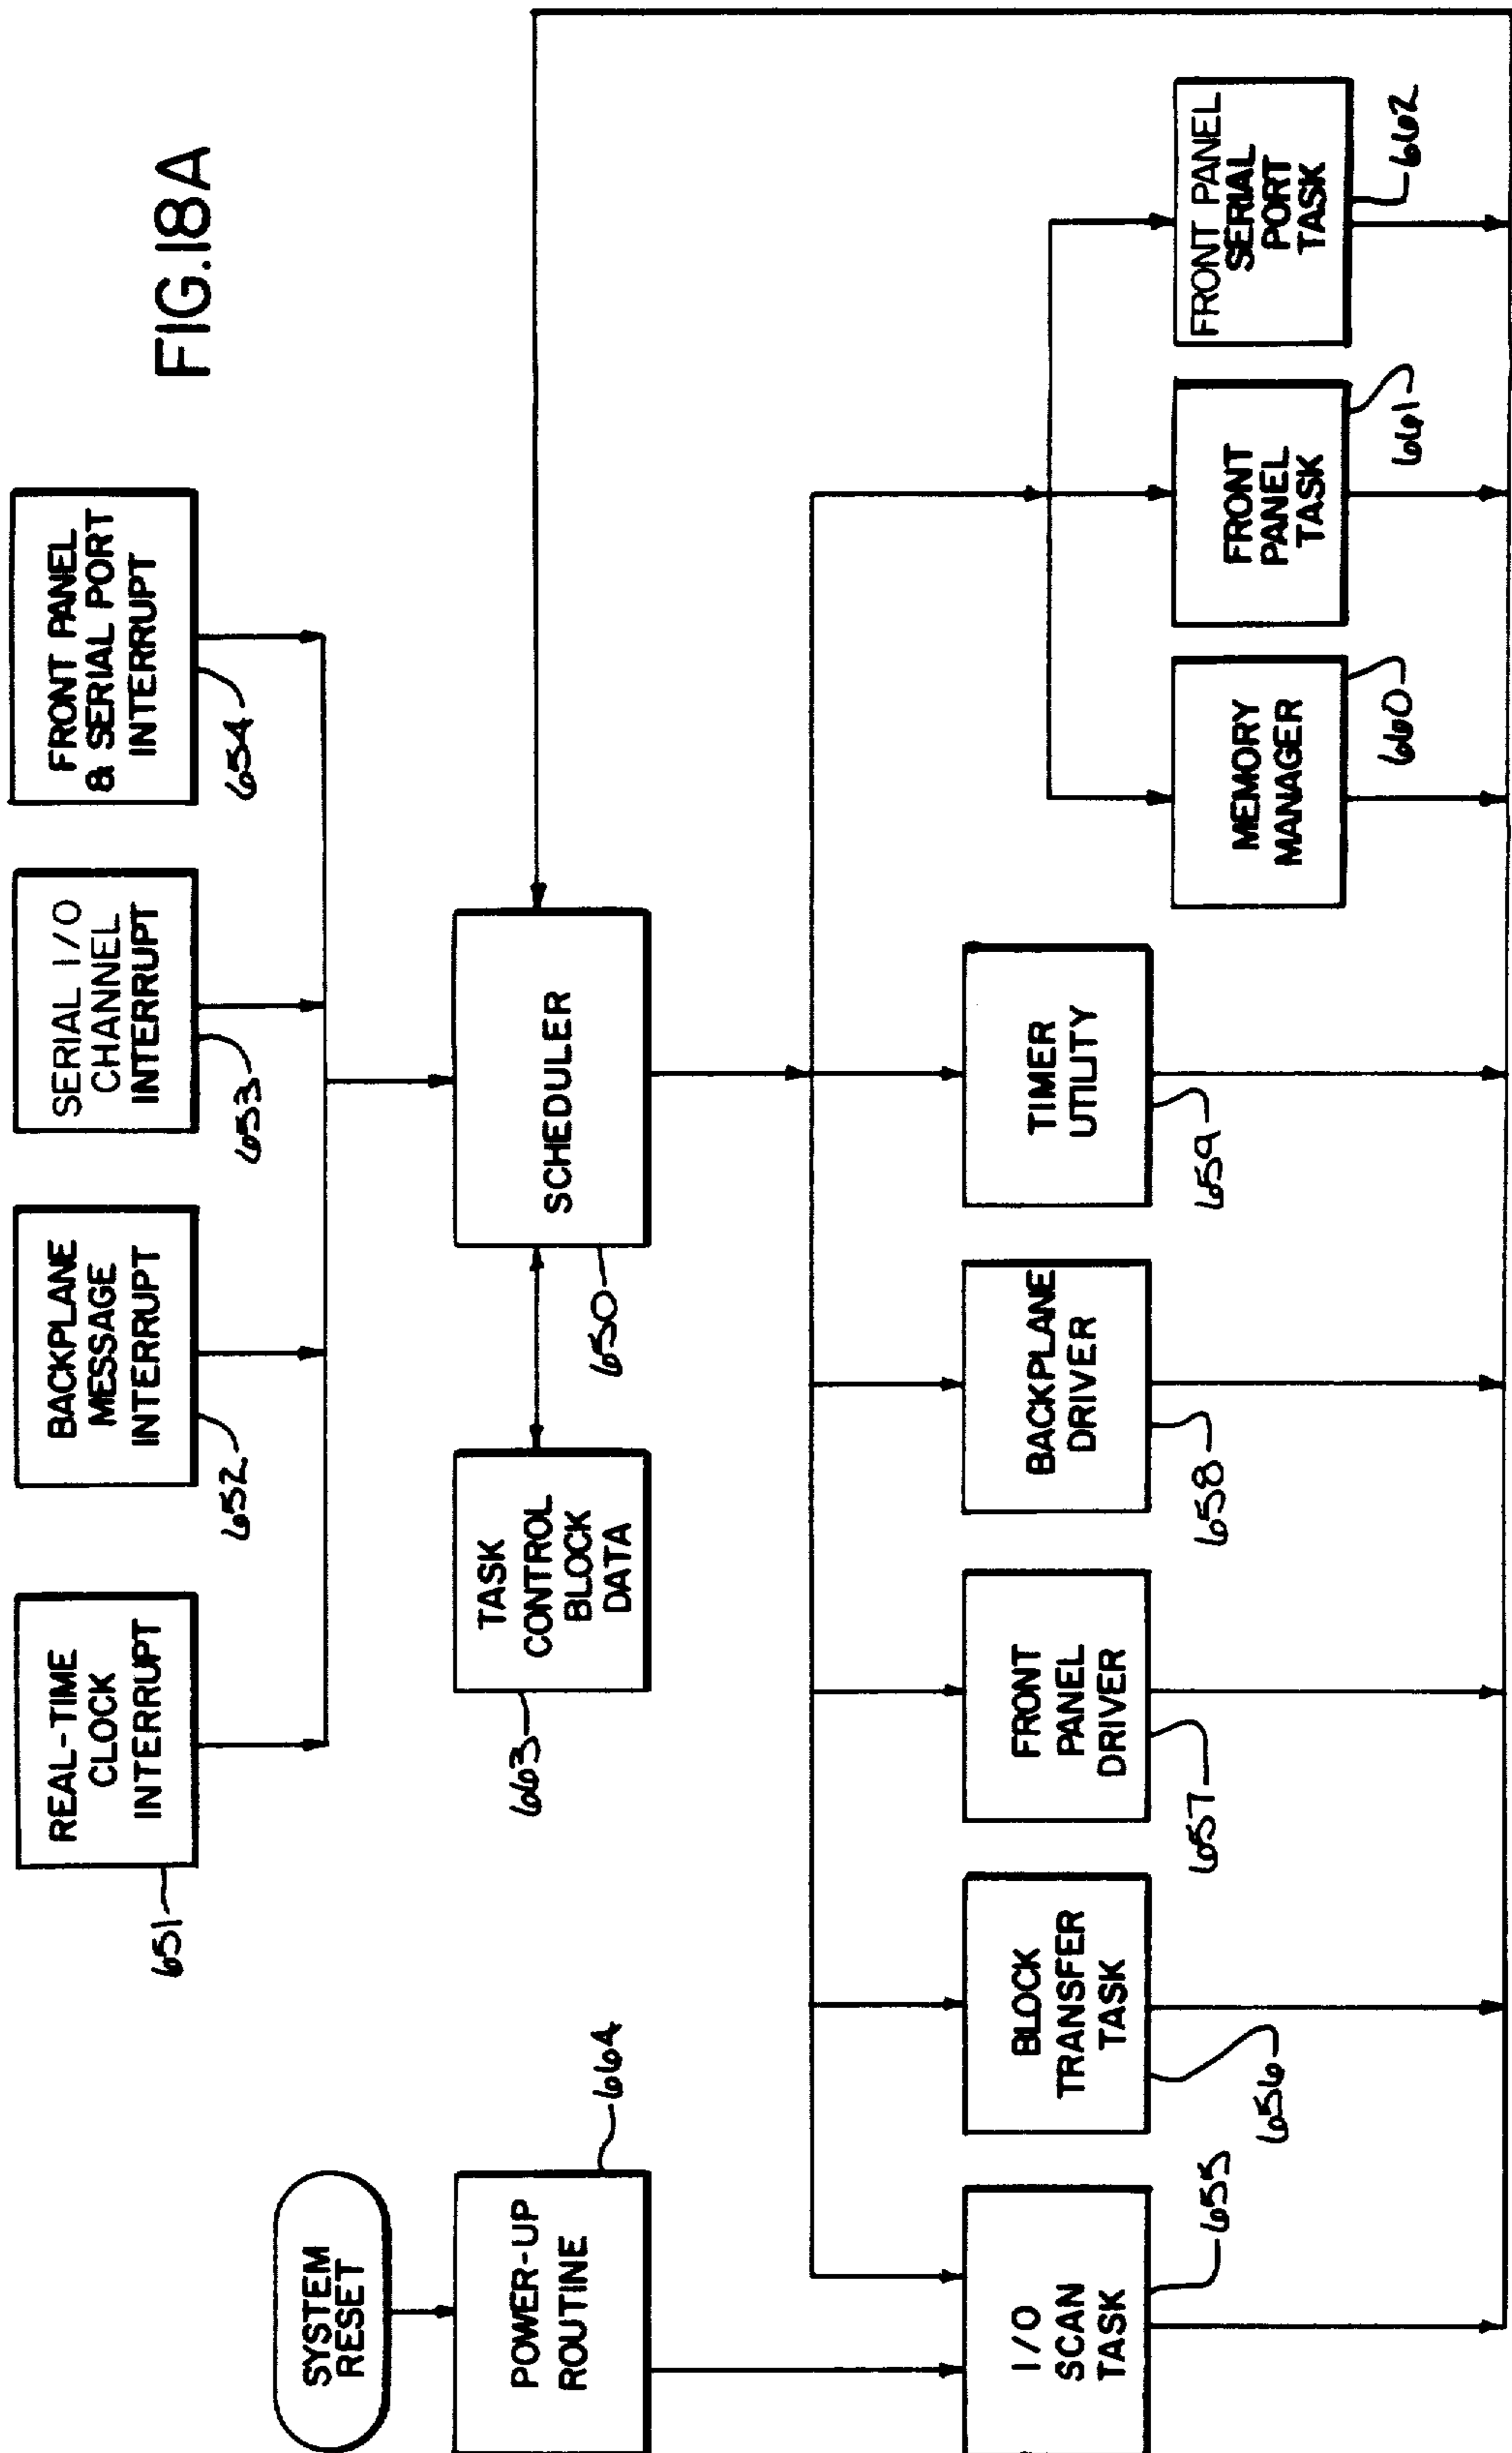 FIG.18A
REAL-TIME
CLOCK
INTERRUPT
651
BACKPLANE
MESSAGE
INTERRUPT
652
SERIAL I/O
CHANNEL
INTERRUPT
653
FRONT PANEL
& SERIAL PORT
INTERRUPT
654
SYSTEM
RESET
POWER-UP
ROUTINE
664
TASK
CONTROL
BLOCK
DATA
663
SCHEDULER
650
I/O
SCAN
TASK
655
BLOCK
TRANSFER
TASK
656
FRONT
PANEL
DRIVER
657
BACKPLANE
DRIVER
658
TIMER
UTILITY
659
MEMORY
MANAGER
660
FRONT
PANEL
TASK
661
FRONT PANEL
SERIAL
PORT
TASK
662